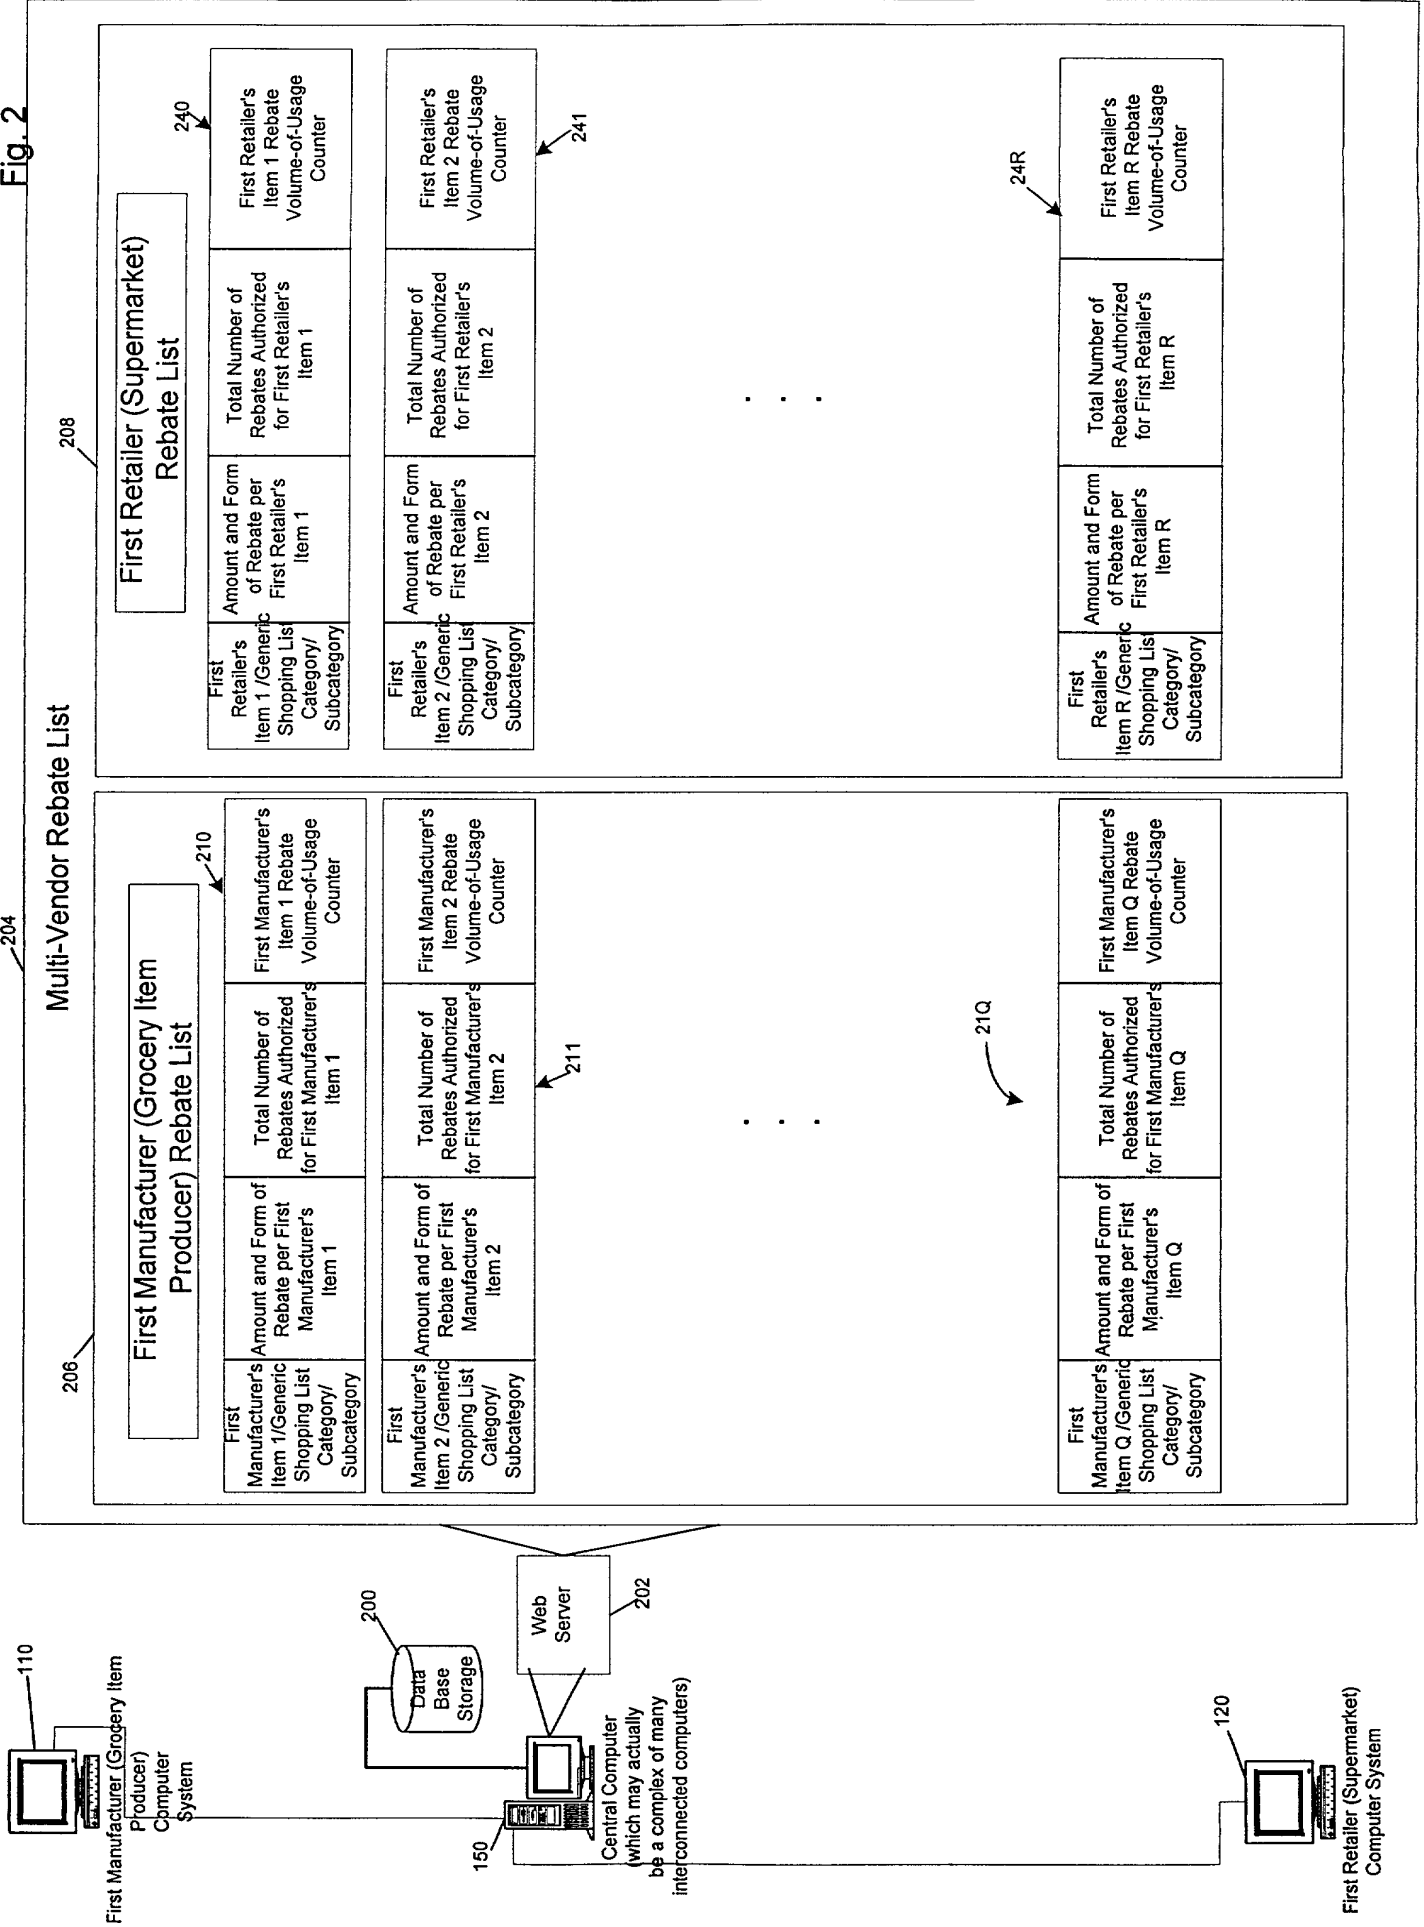 Fig. 2
204
Multi-Vendor Rebate List
110
First Manufacturer (Grocery Item
Producer)
Computer
System
200
Data
Base
Storage
Web
Server
202
150
Central Computer
(which may actually
be a complex of many
interconnected computers)
120
First Retailer (Supermarket)
Computer System
206
First Manufacturer (Grocery Item
Producer) Rebate List
210
First
Manufacturer's
Item 1/Generic
Shopping List
Category/
Subcategory
Amount and Form of
Rebate per First
Manufacturer's
Item 1
Total Number of
Rebates Authorized
for First Manufacturer's
Item 1
First Manufacturer's
Item 1 Rebate
Volume-of-Usage
Counter
First
Manufacturer's
Item 2 /Generic
Shopping List
Category/
Subcategory
Amount and Form of
Rebate per First
Manufacturer's
Item 2
Total Number of
Rebates Authorized
for First Manufacturer's
Item 2
First Manufacturer's
Item 2 Rebate
Volume-of-Usage
Counter
211
. . .
21Q
First
Manufacturer's
Item Q /Generic
Shopping List
Category/
Subcategory
Amount and Form of
Rebate per First
Manufacturer's
Item Q
Total Number of
Rebates Authorized
for First Manufacturer's
Item Q
First Manufacturer's
Item Q Rebate
Volume-of-Usage
Counter
208
First Retailer (Supermarket)
Rebate List
240
First
Retailer's
Item 1 /Generic
Shopping List
Category/
Subcategory
Amount and Form
of Rebate per
First Retailer's
Item 1
Total Number of
Rebates Authorized
for First Retailer's
Item 1
First Retailer's
Item 1 Rebate
Volume-of-Usage
Counter
First
Retailer's
Item 2 /Generic
Shopping List
Category/
Subcategory
Amount and Form
of Rebate per
First Retailer's
Item 2
Total Number of
Rebates Authorized
for First Retailer's
Item 2
First Retailer's
Item 2 Rebate
Volume-of-Usage
Counter
241
. . .
24R
First
Retailer's
Item R /Generic
Shopping List
Category/
Subcategory
Amount and Form
of Rebate per
First Retailer's
Item R
Total Number of
Rebates Authorized
for First Retailer's
Item R
First Retailer's
Item R Rebate
Volume-of-Usage
Counter